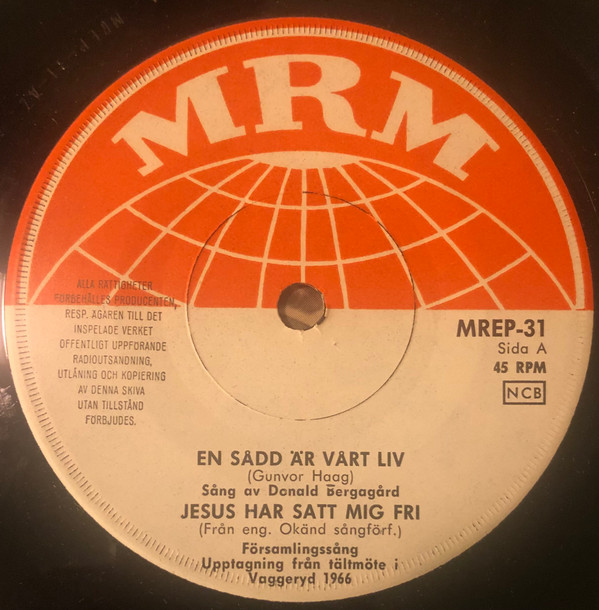 MRM
ALLA RÄTTIGHETER
FÖRBEHÅLLES PRODUCENTEN,
RESP. ÄGAREN TILL DET
INSPELADE VERKET
OFFENTLIGT UPPFÖRANDE
RADIOUTSÄNDNING,
UTLÅNING OCH KOPIERING
AV DENNA SKIVA
UTAN TILLSTÅND
FÖRBJUDES.
MREP-31
Sida A
45 RPM
NCB
EN SÅDD ÄR VÅRT LIV
(Gunvor Haag)
Sång av Donald Bergagård
JESUS HAR SATT MIG FRI
(Från eng. Okänd sångförf.)
Församlingssång
Upptagning från tältmöte i
Vaggeryd 1966